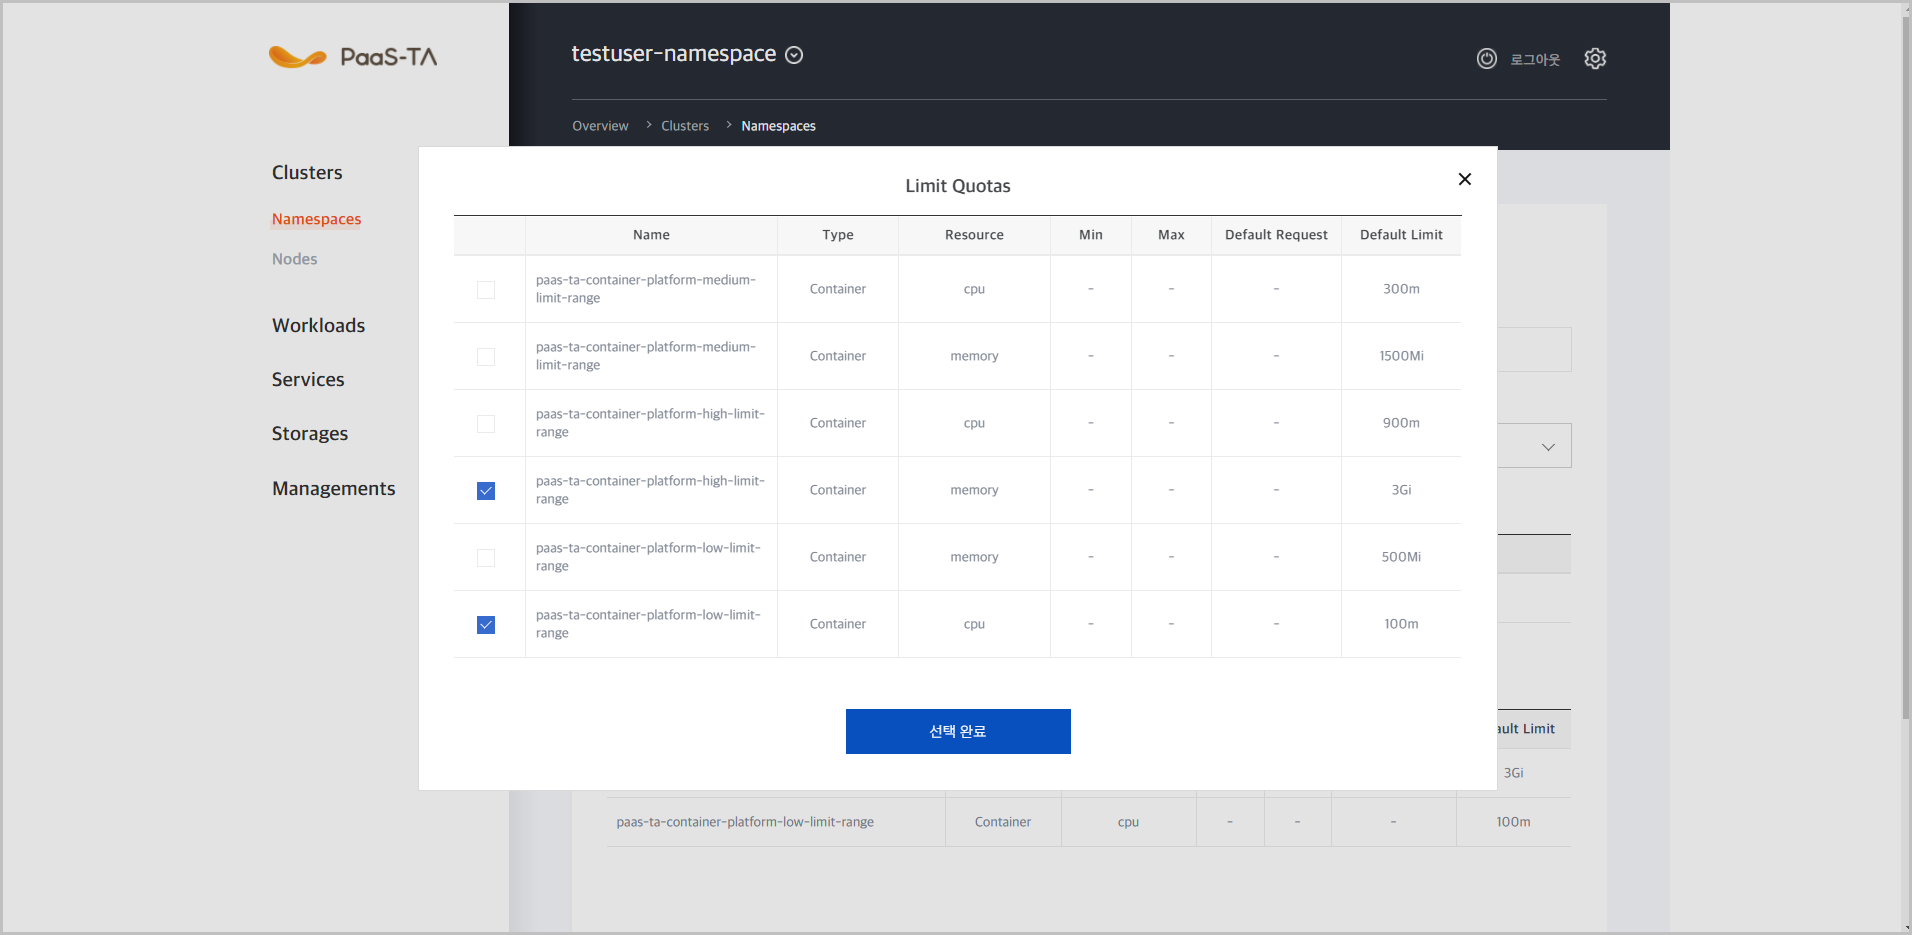 PaaS-TA
testuser-namespace
로그아웃
Overview > Clusters > Namespaces
Clusters
Namespaces
Nodes
Workloads
Services
Storages
Managements
Limit Quotas
Name Type Resource Min Max Default Request Default Limit
paas-ta-container-platform-medium-
limit-range
Container cpu - - - 300m
paas-ta-container-platform-medium-
limit-range
Container memory - - - 1500Mi
paas-ta-container-platform-high-limit-
range
Container cpu - - - 900m
paas-ta-container-platform-high-limit-
range
Container memory - - - 3Gi
paas-ta-container-platform-low-limit-
range
Container memory - - - 500Mi
paas-ta-container-platform-low-limit-
range
Container cpu - - - 100m
선택 완료
ault Limit
3Gi
paas-ta-container-platform-low-limit-range Container cpu - - - 100m